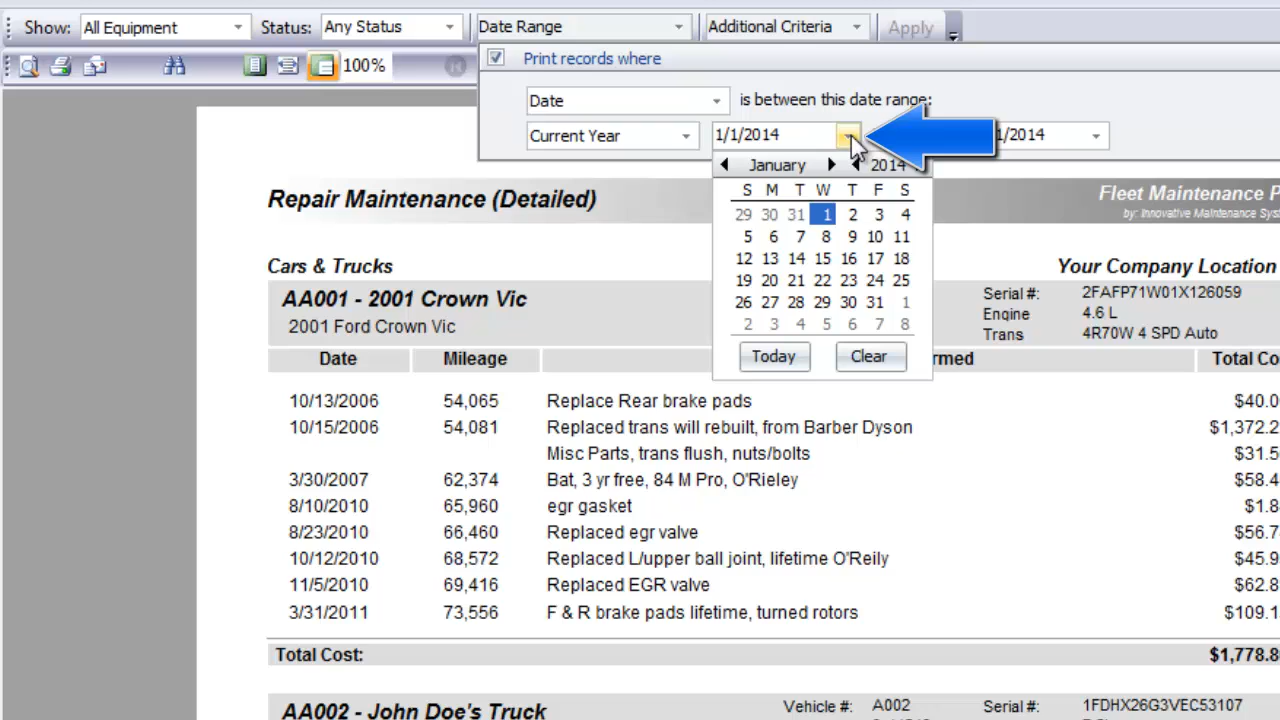 Show: All Equipment Status: Any Status Date Range Additional Criteria Apply
100% Print records where
Date is between this date range:
Current Year 1/1/2014 1/2014
January 2014
S M T W T F S
29 30 31 1 2 3 4
5 6 7 8 9 10 11
12 13 14 15 16 17 18
19 20 21 22 23 24 25
26 27 28 29 30 31 1
2 3 4 5 6 7 8
Today Clear
Repair Maintenance (Detailed) Fleet Maintenance P
by: Innovative Maintenance Sys
Cars & Trucks Your Company Location
AA001 - 2001 Crown Vic Serial #: 2FAFP71W01X126059
2001 Ford Crown Vic Engine 4.6 L
Trans 4R70W 4 SPD Auto
Date Mileage rmed Total Co
10/13/2006 54,065 Replace Rear brake pads $40.0
10/15/2006 54,081 Replaced trans will rebuilt, from Barber Dyson $1,372.2
Misc Parts, trans flush, nuts/bolts $31.5
3/30/2007 62,374 Bat, 3 yr free, 84 M Pro, O'Rieley $58.4
8/10/2010 65,960 egr gasket $1.8
8/23/2010 66,460 Replaced egr valve $56.7
10/12/2010 68,572 Replaced L/upper ball joint, lifetime O'Reily $45.9
11/5/2010 69,416 Replaced EGR valve $62.8
3/31/2011 73,556 F & R brake pads lifetime, turned rotors $109.1
Total Cost: $1,778.8
AA002 - John Doe's Truck Vehicle #: A002 Serial #: 1FDHX26G3VEC53107